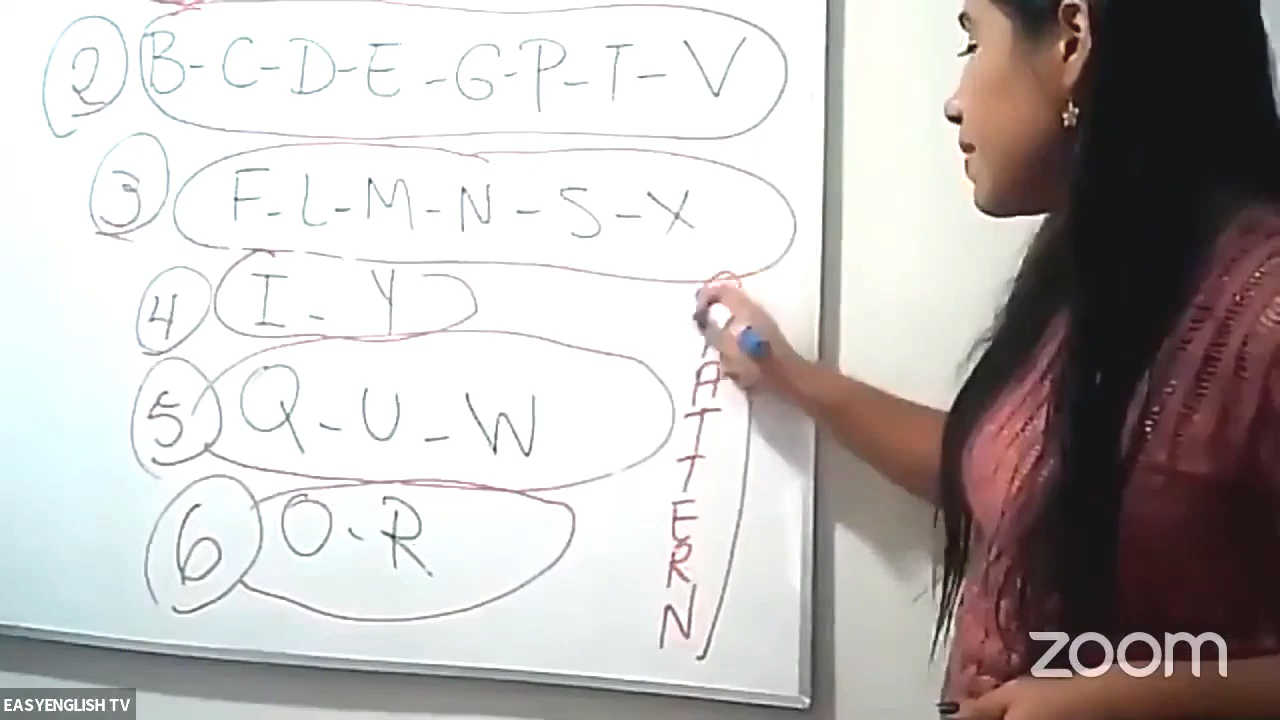 2 B-C-D-E-G-P-T-V
3 F-L-M-N-S-X
4 I-Y
5 Q-U-W
6 O-R
ATTERN
zoom
EASYENGLISH TV